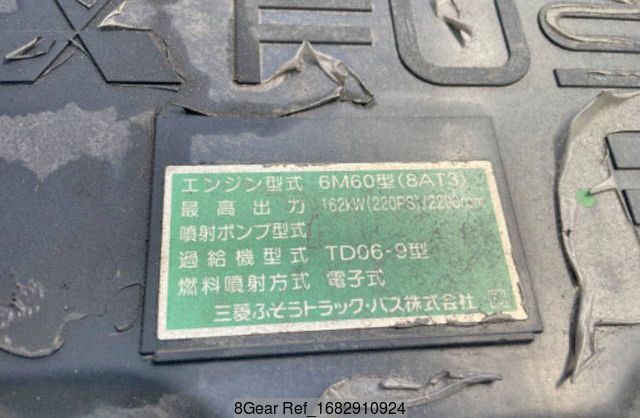 FUSO
エンジン型式 6M60型(8AT3)
最高出力 162kW(220PS)/2200rpm
噴射ポンプ型式
過給機型式 TD06-9型
燃料噴射方式 電子式
三菱ふそうトラック・バス株式会社
8Gear Ref_1682910924